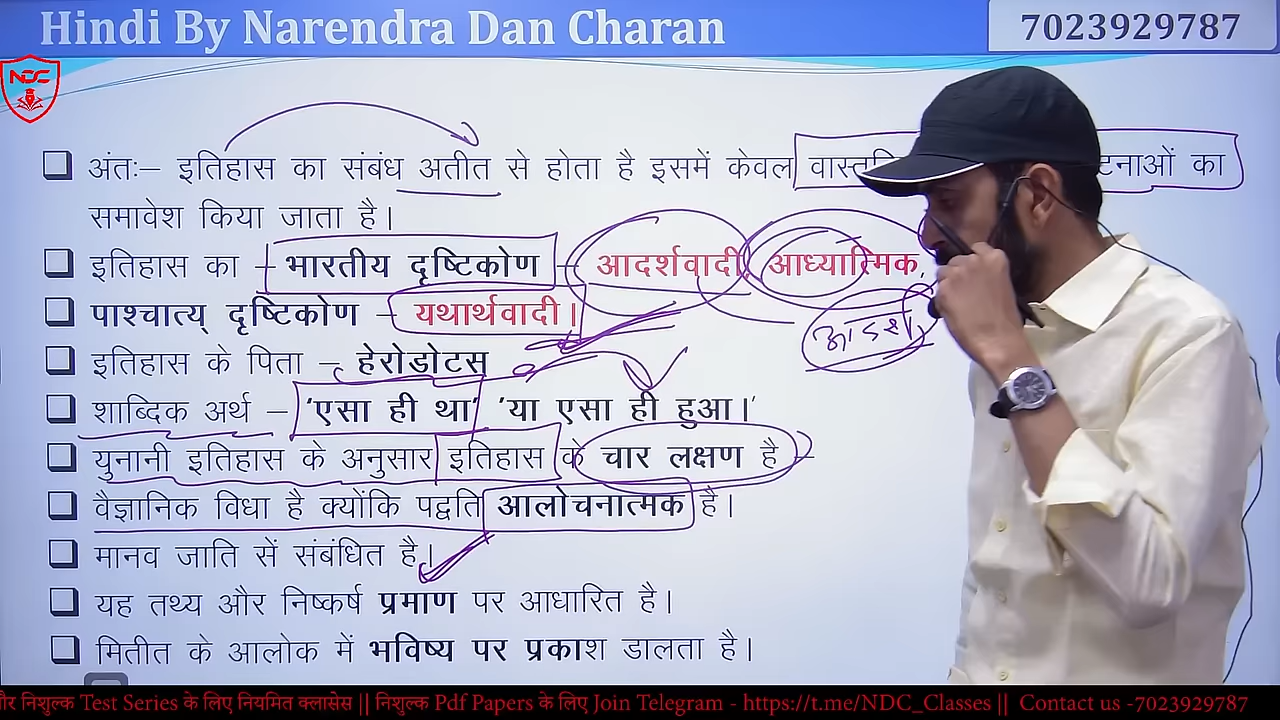 Hindi By Narendra Dan Charan
7023929787
NDC
अंतः– इतिहास का संबंध अतीत से होता है इसमें केवल का
समावेश किया जाता है।
इतिहास का – भारतीय दृष्टिकोण – आदर्शवादी, आध्यात्मिक,
पाश्चात्य् दृष्टिकोण – यथार्थवादी।
इतिहास के पिता – हेरोडोटस्
शाब्दिक अर्थ – 'एसा ही था' 'या एसा ही हुआ।'
युनानी इतिहास के अनुसार इतिहास के चार लक्षण है –
वैज्ञानिक विधा है क्योंकि पद्वति आलोचनात्मक है।
मानव जाति सें संबंधित है।
यह तथ्य और निष्कर्ष प्रमाण पर आधारित है।
मितीत के आलोक में भविष्य पर प्रकाश डालता है।
और निशुल्क Test Series के लिए नियमित क्लासेस || निशुल्क Pdf Papers के लिए Join Telegram - https://t.me/NDC_Classes || Contact us -7023929787